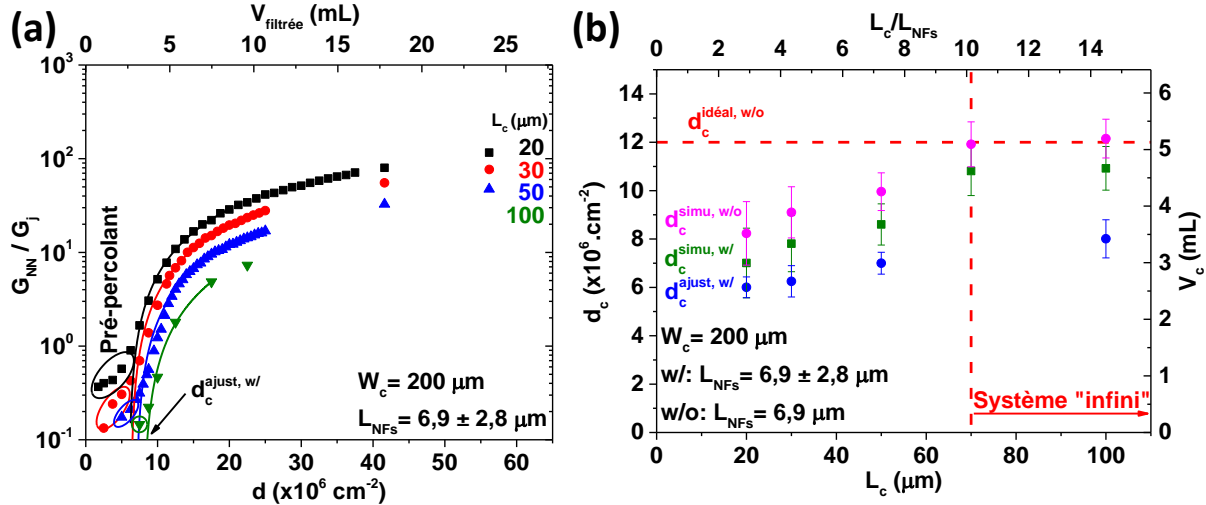 (a)
V_filtrée (mL)
0 5 10 15 20 25
G_NN / G_j
10^3
10^2
10^1
10^0
10^-1
L_c (µm)
20
30
50
100
Pré-percolant
d_c^ajust, w/
W_c= 200 µm
L_NFs= 6,9 ± 2,8 µm
0 10 20 30 40 50 60
d (x10^6 cm^-2)
(b)
L_c/L_NFs
0 2 4 6 8 10 12 14
d_c (x10^6.cm^-2)
14
12
10
8
6
4
2
0
d_c^idéal, w/o
d_c^simu, w/o
d_c^simu, w/
d_c^ajust, w/
W_c= 200 µm
w/: L_NFs = 6,9 ± 2,8 µm
w/o: L_NFs = 6,9 µm
Système "infini"
V_c (mL)
6
5
4
3
2
1
0
0 20 40 60 80 100
L_c (µm)